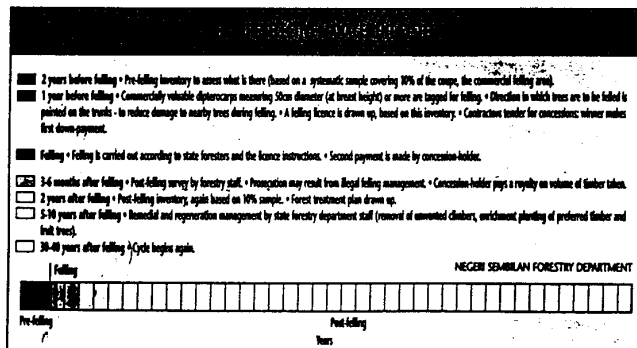 2 years before felling • Pre-felling inventory to assess what is there (based on a systematic sample covering 10% of the coupe, the commercial felling area).
1 year before felling • Commercially valuable dipterocarps measuring 50cm diameter (at breast height) or more are tagged for felling. • Direction in which trees are to be felled is
painted on the trunks - to reduce damage to nearby trees during felling. • A felling licence is drawn up, based on this inventory. • Contractors tender for concessions: winner makes
first down-payment.
Felling • Felling is carried out according to state foresters and the licence instructions. • Second payment is made by concession-holder.
3-6 months after felling • Post-felling survey by forestry staff. • Prosecution may result from illegal felling management. • Concession-holder pays a royalty on volume of timber taken.
2 years after felling • Post-felling inventory, again based on 10% sample. • Forest treatment plan drawn up.
5-10 years after felling • Remedial and regeneration management by state forestry department staff (removal of unwanted climbers, enrichment planting of preferred timber and
fruit trees).
30-40 years after felling • Cycle begins again.
NEGERI SEMBILAN FORESTRY DEPARTMENT
Felling
Pre-felling
Post-felling
Years